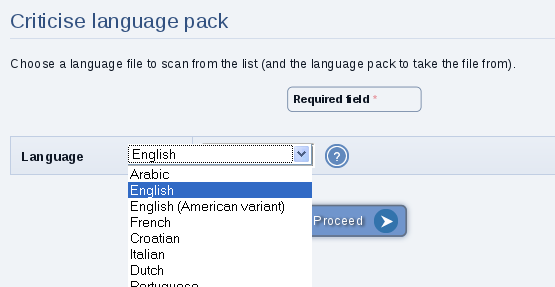 Criticise language pack
Choose a language file to scan from the list (and the language pack to take the file from).
Required field *
Language
English
?
Arabic
English
English (American variant)
Proceed
French
Croatian
Italian
Dutch
Portuguese